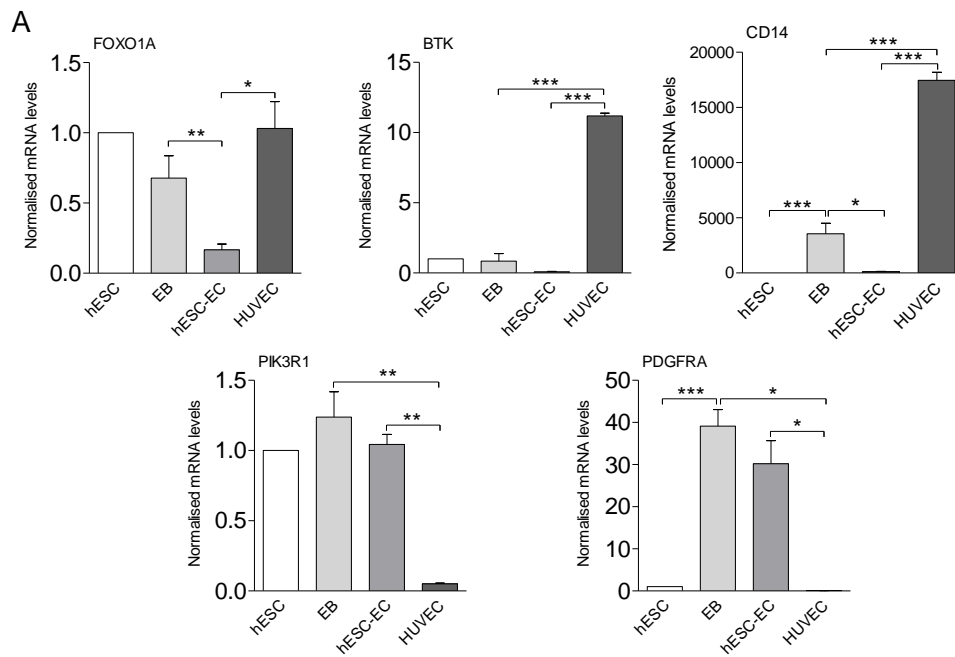 A
FOXO1A
Normalised mRNA levels
1.5
1.0
0.5
0.0
*
**
hESC
EB
hESC-EC
HUVEC
BTK
Normalised mRNA levels
15
10
5
0
***
***
hESC
EB
hESC-EC
HUVEC
CD14
Normalised mRNA levels
20000
15000
10000
5000
0
***
***
***
*
hESC
EB
hESC-EC
HUVEC
PIK3R1
Normalised mRNA levels
1.5
1.0
0.5
0.0
**
**
hESC
EB
hESC-EC
HUVEC
PDGFRA
Normalised mRNA levels
50
40
30
20
10
0
***
*
*
hESC
EB
hESC-EC
HUVEC